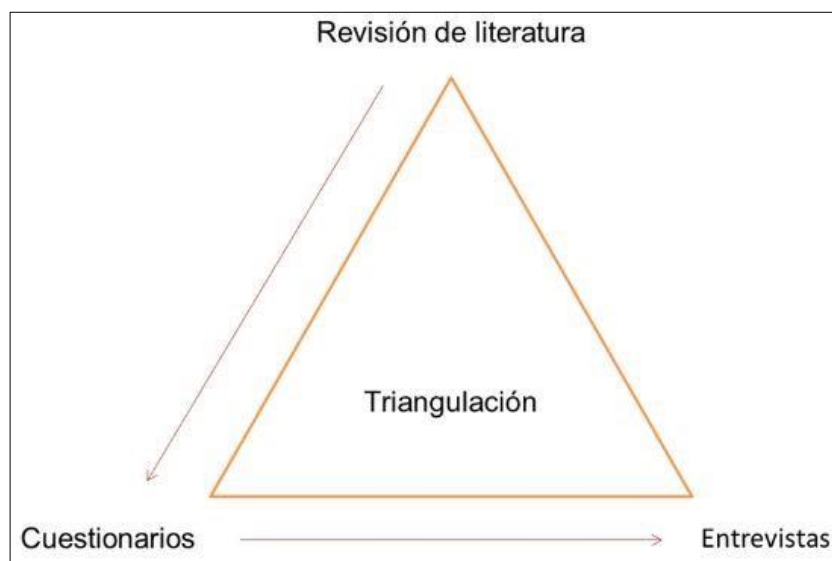 Revisión de literatura
Triangulación
Cuestionarios
Entrevistas